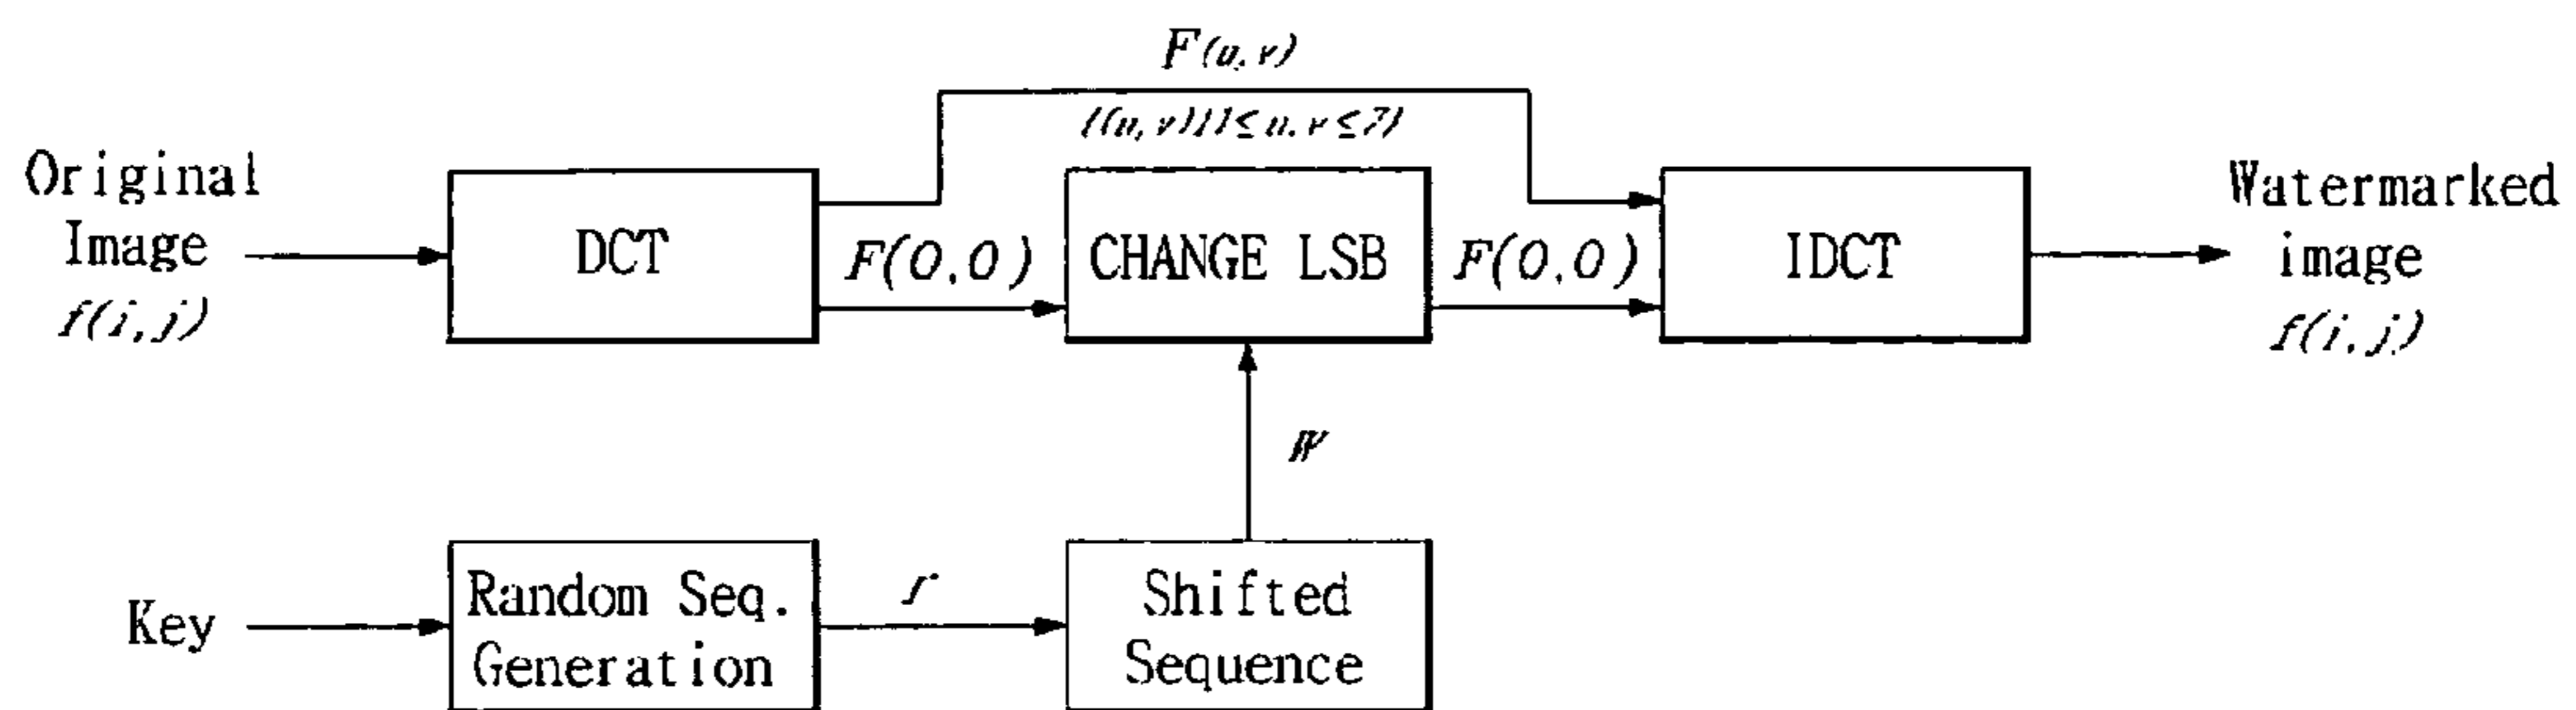 F(u,v)
{(u,v)|1≤u,v≤7}
Original
Image
f(i,j)
DCT
F(0,0)
CHANGE LSB
F(0,0)
IDCT
Watermarked
image
f(i,j)
W
Key
Random Seq.
Generation
r
Shifted
Sequence